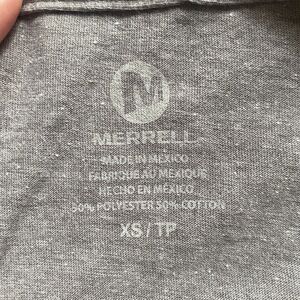 M
MERRELL
MADE IN MEXICO
FABRIQUÉ AU MEXIQUE
HECHO EN MÉXICO
50% POLYESTER 50% COTTON
XS / TP